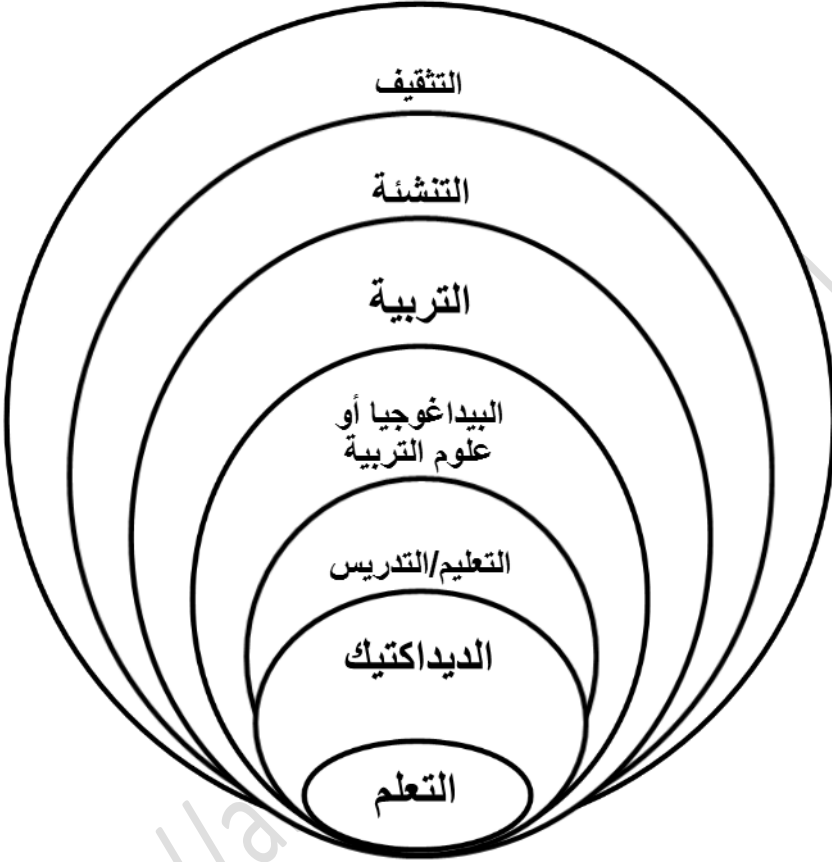 التثقيف
التنشئة
التربية
البيداغوجيا أو
علوم التربية
التعليم/التدريس
الديداكتيك
التعلم